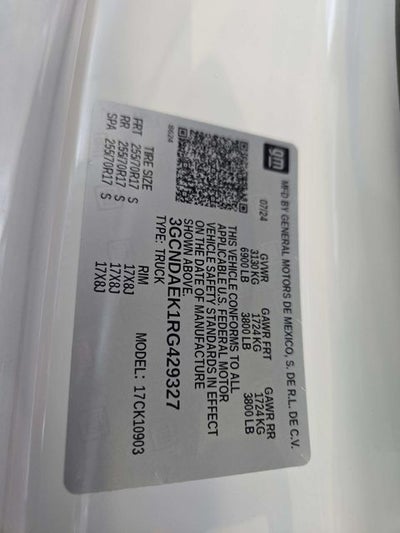 gm
MFD BY GENERAL MOTORS DE MEXICO, S. DE R.L. DE C.V.
07/24 GVWR GAWR FRT GAWR RR
3130 KG 1724 KG 1724 KG
6900 LB 3800 LB 3800 LB
THIS VEHICLE CONFORMS TO ALL
APPLICABLE U.S. FEDERAL MOTOR
VEHICLE SAFETY STANDARDS IN EFFECT
ON THE DATE OF MANUFACTURE
SHOWN ABOVE.
3GCNDAEK1RG429327
TYPE: TRUCK MODEL: 17CK10903
TIRE SIZE RIM
FRT 255/70R17 S 17X8J
RR 255/70R17 S 17X8J
SPA 255/70R17 S 17X8J